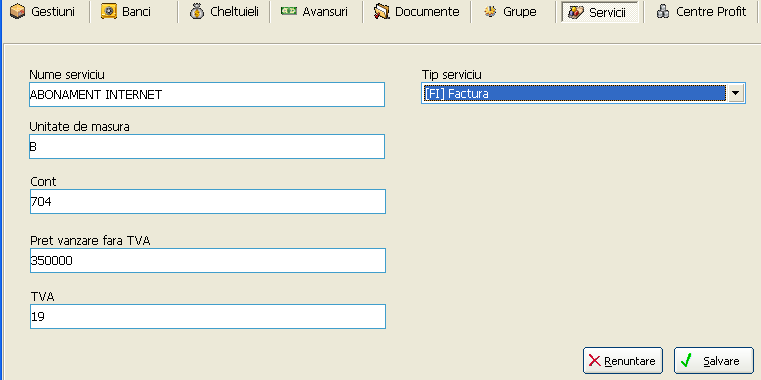 Gestiuni Banci Cheltuieli Avansuri Documente Grupe Servicii Centre Profit
Nume serviciu
ABONAMENT INTERNET
Tip serviciu
[FI] Factura
Unitate de masura
B
Cont
704
Pret vanzare fara TVA
350000
TVA
19
Renuntare Salvare